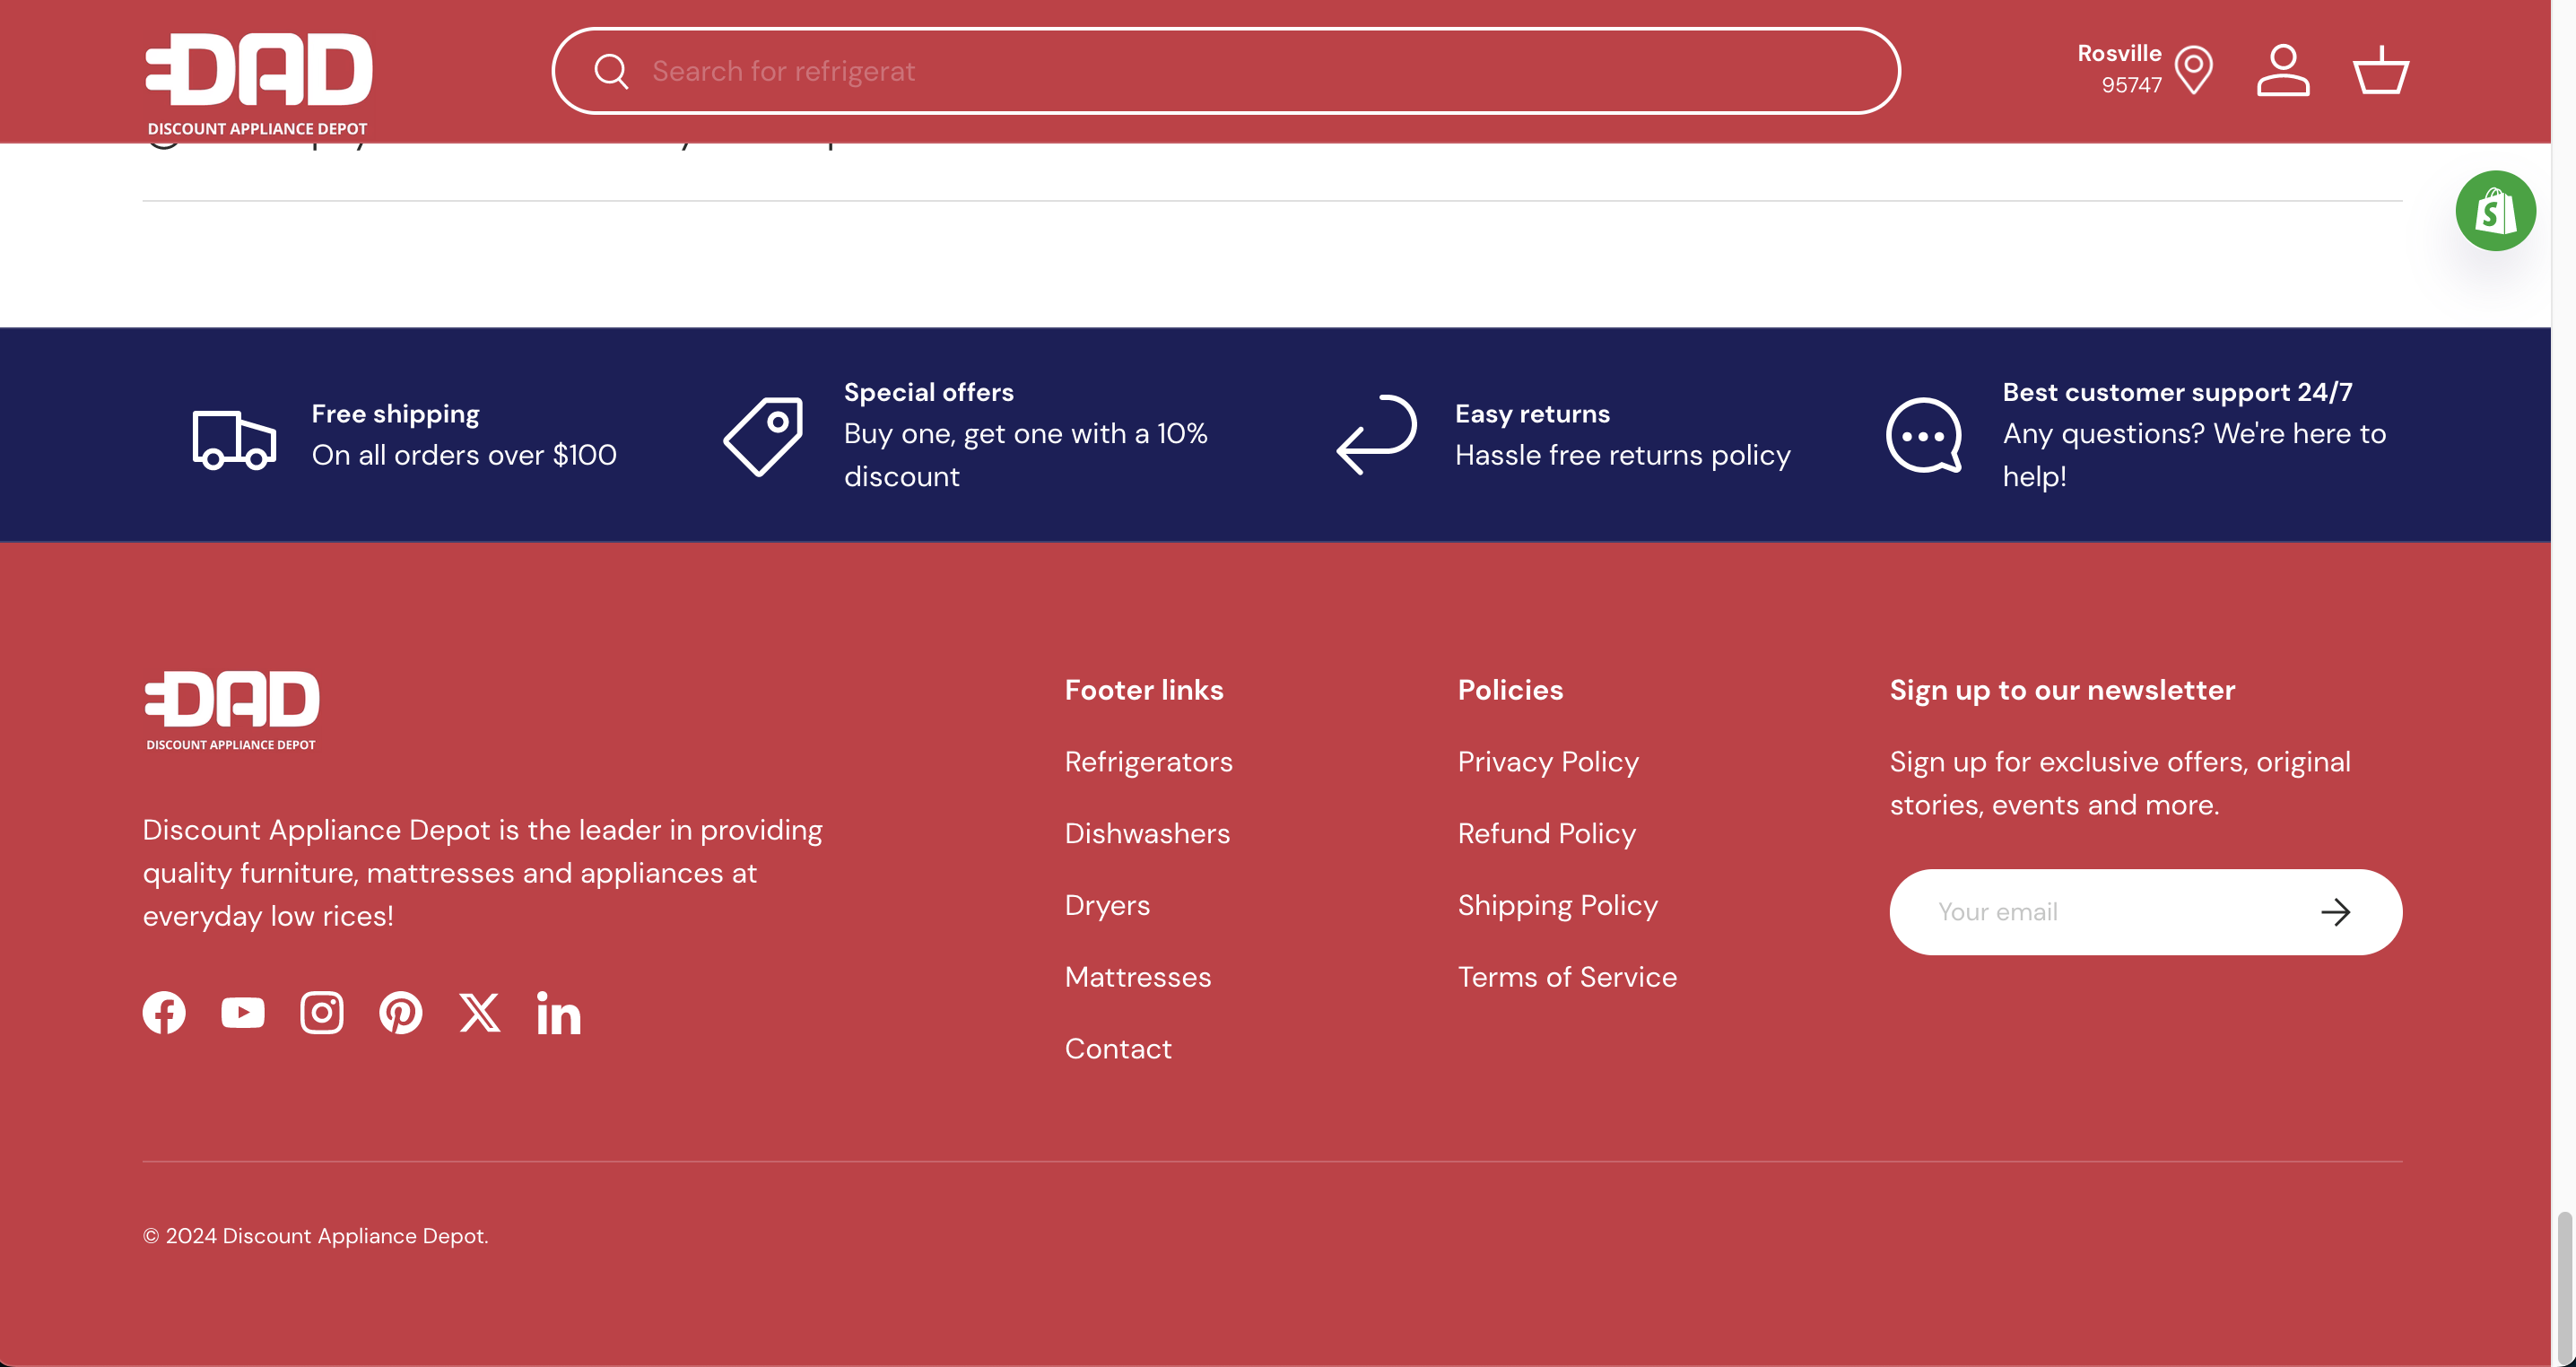 DAD
DISCOUNT APPLIANCE DEPOT
Search for refrigerat
Rosville
95747
Free shipping
On all orders over $100
Special offers
Buy one, get one with a 10%
discount
Easy returns
Hassle free returns policy
Best customer support 24/7
Any questions? We're here to
help!
DAD
DISCOUNT APPLIANCE DEPOT
Discount Appliance Depot is the leader in providing
quality furniture, mattresses and appliances at
everyday low rices!
Footer links
Refrigerators
Dishwashers
Dryers
Mattresses
Contact
Policies
Privacy Policy
Refund Policy
Shipping Policy
Terms of Service
Sign up to our newsletter
Sign up for exclusive offers, original
stories, events and more.
Your email
© 2024 Discount Appliance Depot.